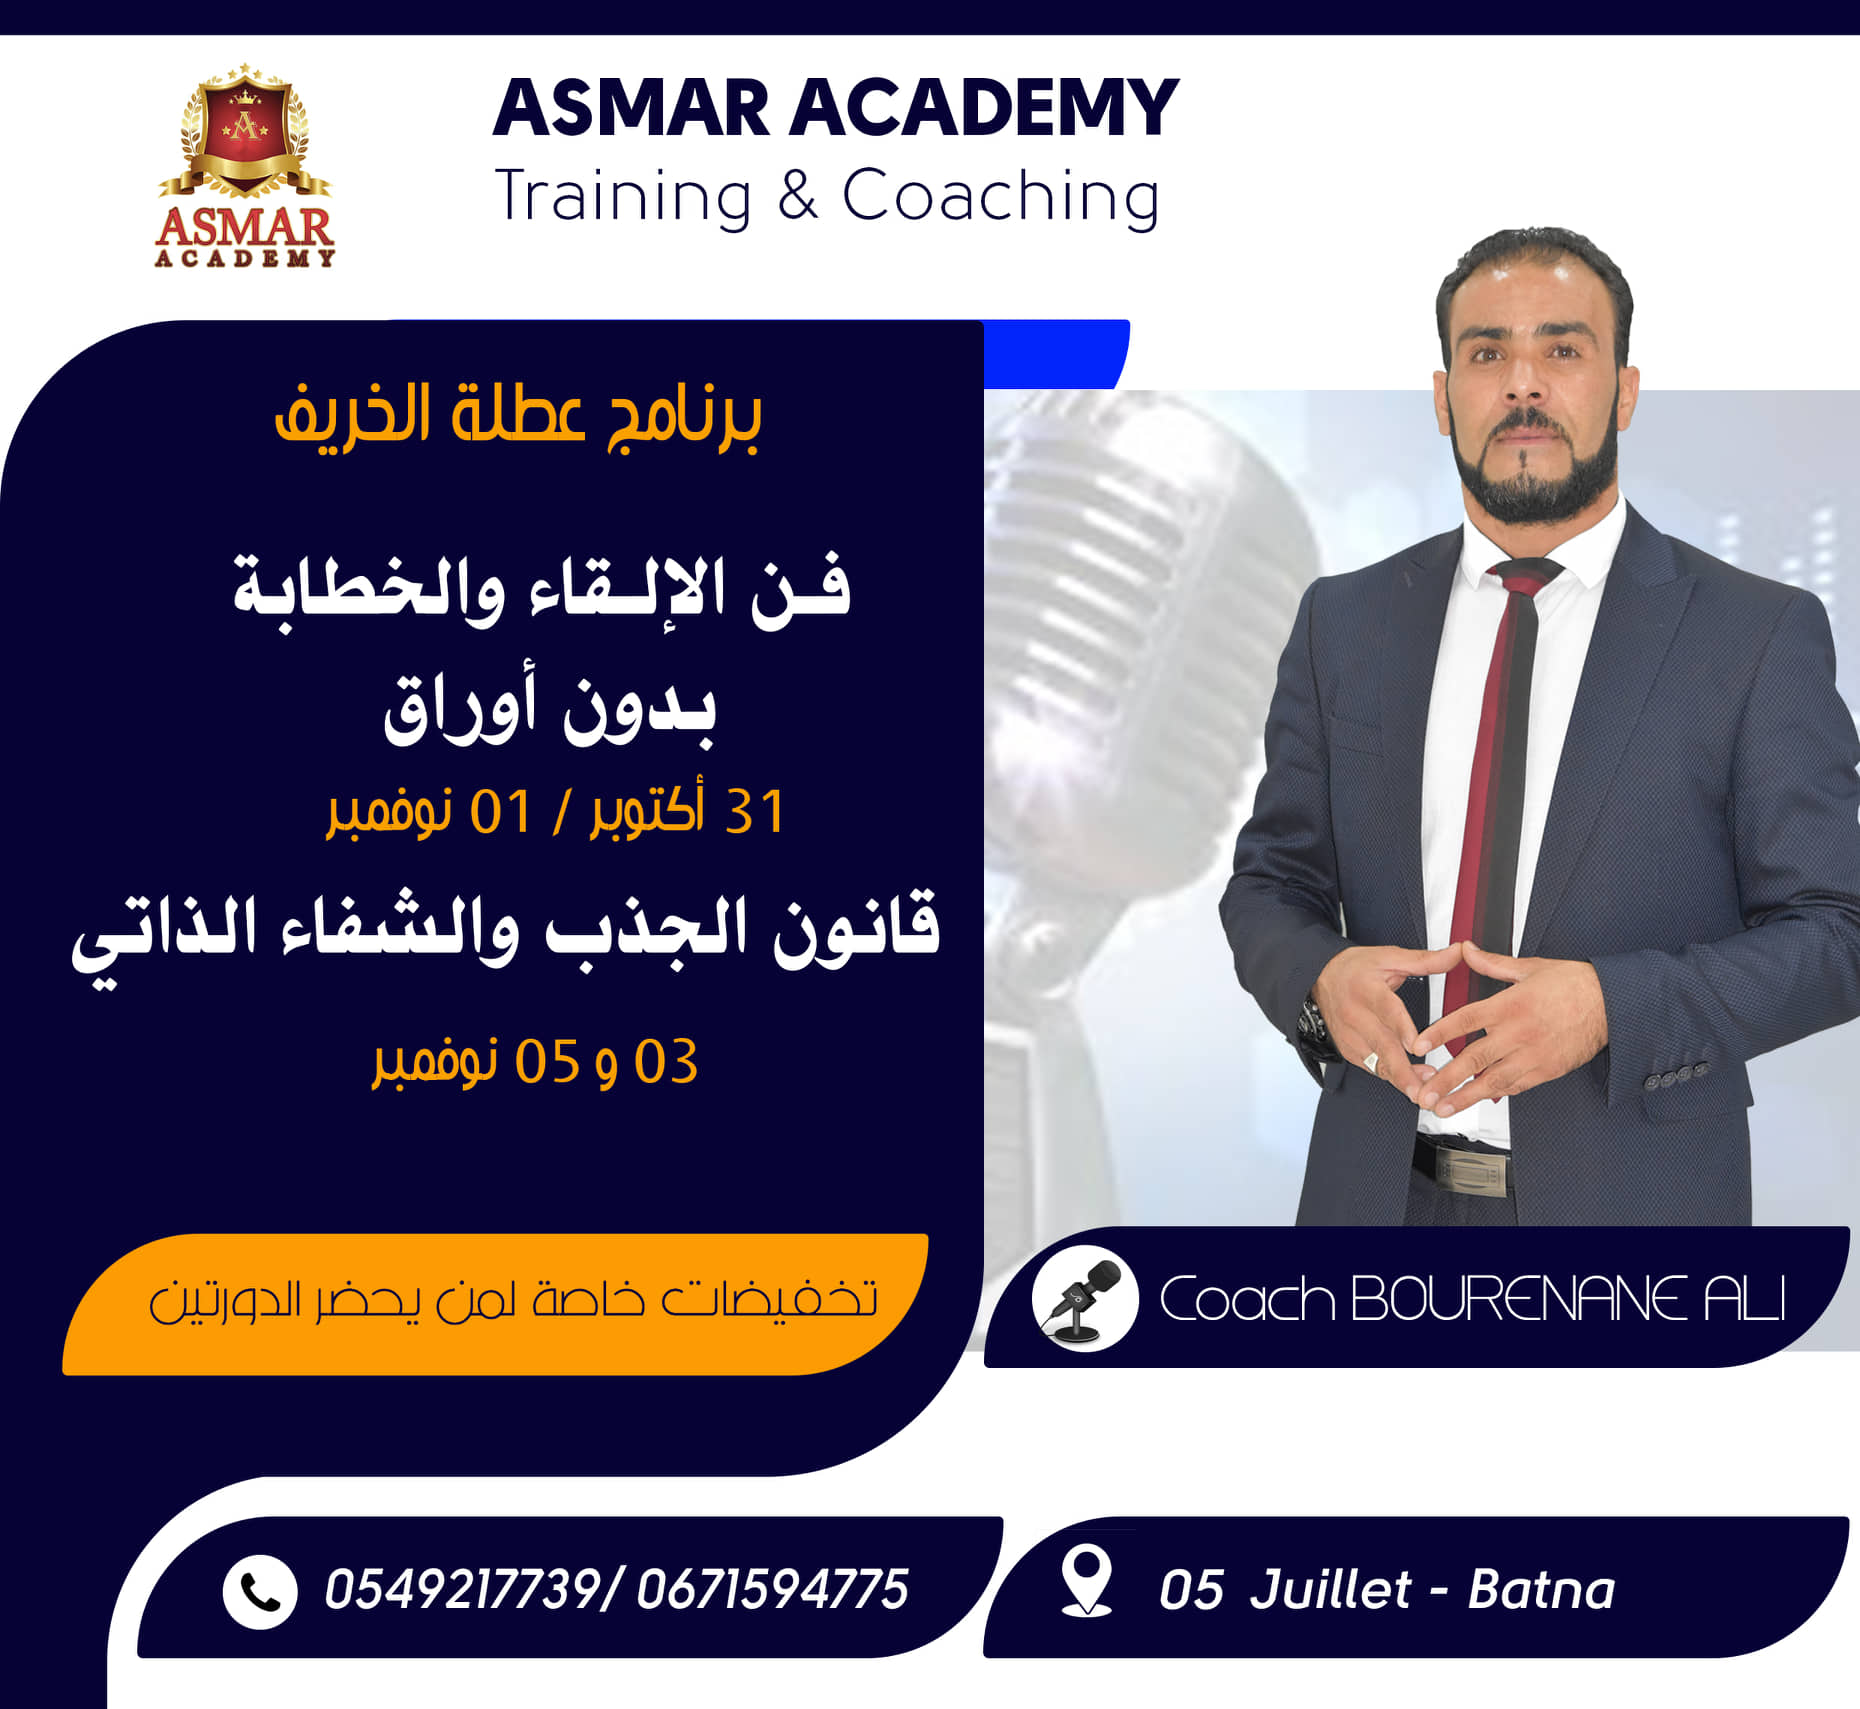 ASMAR
ACADEMY
ASMAR ACADEMY
Training & Coaching
برنامج عطلة الخريف
فن الإلقاء والخطابة
بدون أوراق
31 أكتوبر / 01 نوفمبر
قانون الجذب والشفاء الذاتي
03 و 05 نوفمبر
تخفيضات خاصة لمن يحضر الدورتين
Coach BOURENANE ALI
0549217739/ 0671594775
05 Juillet - Batna